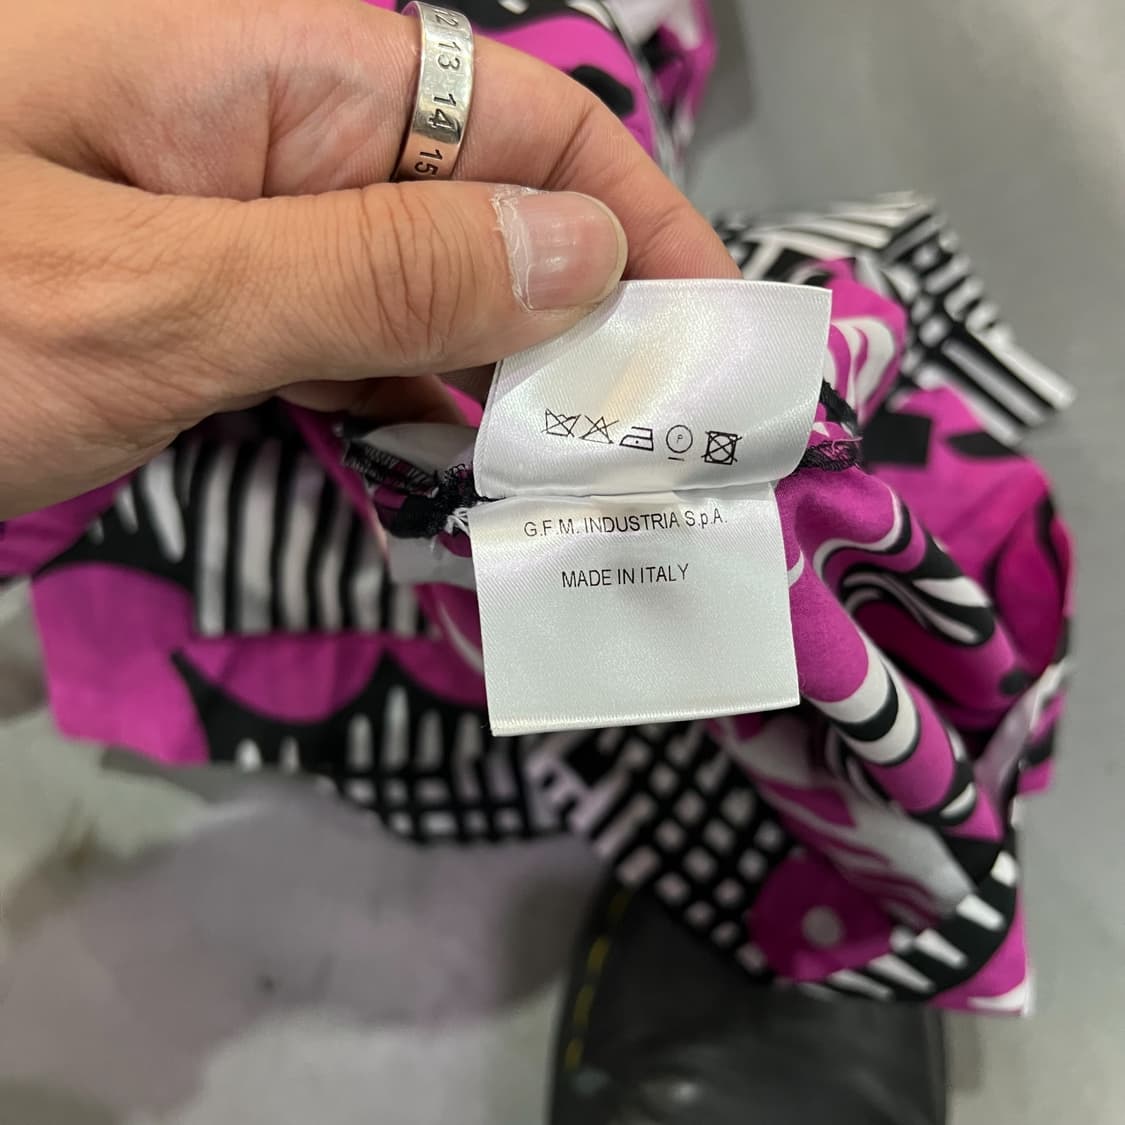 12 13 14 15
P
G.F.M. INDUSTRIA S.p.A.
MADE IN ITALY